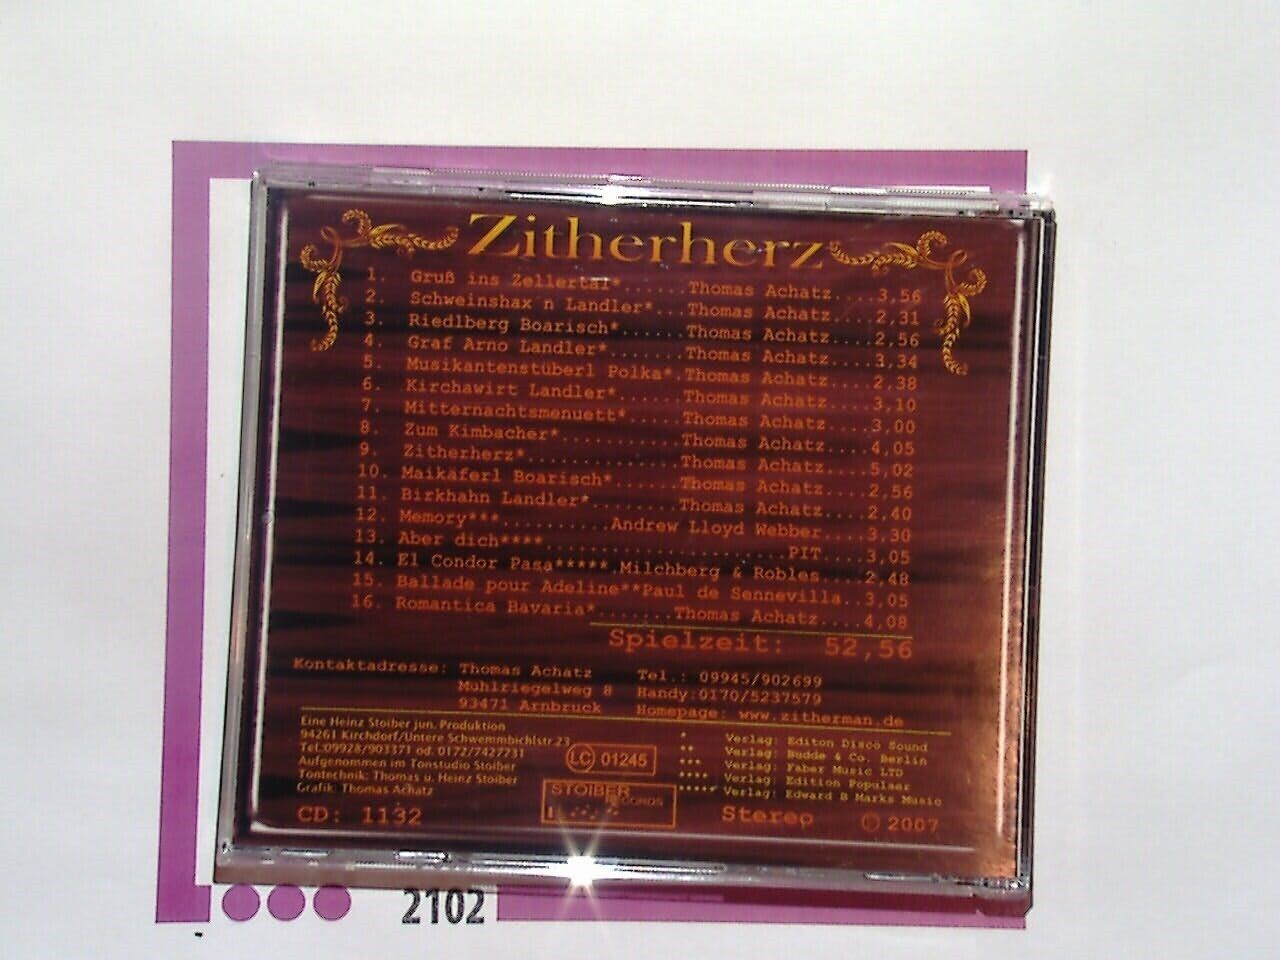 Zitherherz
1. Gruß ins Zellertal*......Thomas Achatz....3,56
2. Schweinshax´n Landler*...Thomas Achatz....2,31
3. Riedlberg Boarisch*......Thomas Achatz....2,56
4. Graf Arno Landler*.......Thomas Achatz....3,34
5. Musikantenstüberl Polka*.Thomas Achatz....2,38
6. Kirchawirt Landler*......Thomas Achatz....3,10
7. Mitternachtsmenuett*.....Thomas Achatz....3,00
8. Zum Kimbacher*...........Thomas Achatz....4,05
9. Zitherherz*..............Thomas Achatz....5,02
10. Maikäferl Boarisch*......Thomas Achatz....2,56
11. Birkhahn Landler*........Thomas Achatz....2,40
12. Memory***..........Andrew Lloyd Webber....3,30
13. Aber dich****......................PIT....3,05
14. El Condor Pasa*****.Milchberg & Robles....2,48
15. Ballade pour Adeline**Paul de Sennevilla..3,05
16. Romantica Bavaria*.......Thomas Achatz....4,08
Spielzeit: 52,56
Kontaktadresse: Thomas Achatz Tel.: 09945/902699
Mühlriegelweg 8 Handy:0170/5237579
93471 Arnbruck Homepage: www.zitherman.de
Eine Heinz Stoiber jun. Produktion
94261 Kirchdorf/Untere Schwemmbichlstr.23
Tel:09928/903371 od. 0172/7427731
Aufgenommen im Tonstudio Stoiber
Tontechnik: Thomas u. Heinz Stoiber
Grafik: Thomas Achatz
CD: 1132
LC 01245
STOIBER
RECORDS
* Verlag: Editon Disco Sound
** Verlag: Budde & Co. Berlin
*** Verlag: Faber Music LTD
**** Verlag: Edition Populaer
***** Verlag: Edward B Marks Music
Stereo © 2007
2102